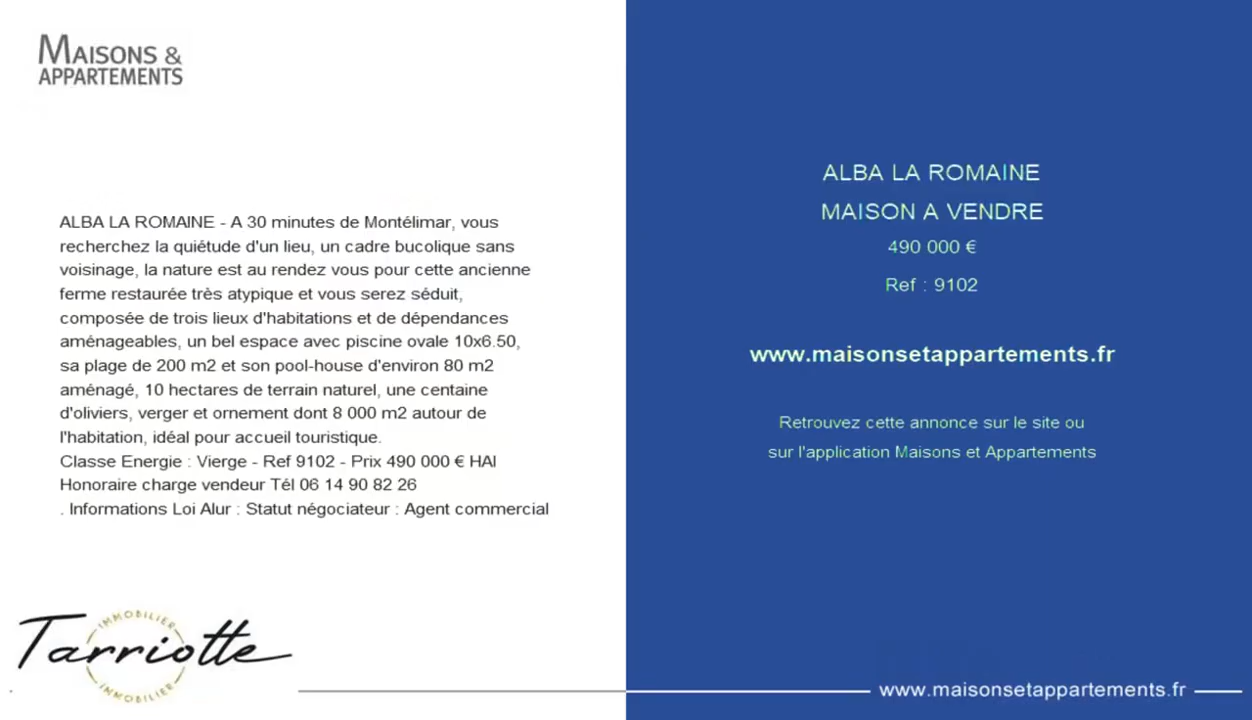 MAISONS &
APPARTEMENTS
ALBA LA ROMAINE - A 30 minutes de Montélimar, vous
recherchez la quiétude d'un lieu, un cadre bucolique sans
voisinage, la nature est au rendez vous pour cette ancienne
ferme restaurée très atypique et vous serez séduit,
composée de trois lieux d'habitations et de dépendances
aménageables, un bel espace avec piscine ovale 10x6.50,
sa plage de 200 m2 et son pool-house d'environ 80 m2
aménagé, 10 hectares de terrain naturel, une centaine
d'oliviers, verger et ornement dont 8 000 m2 autour de
l'habitation, idéal pour accueil touristique.
Classe Energie : Vierge - Ref 9102 - Prix 490 000 € HAI
Honoraire charge vendeur Tél 06 14 90 82 26
. Informations Loi Alur : Statut négociateur : Agent commercial
IMMOBILIER
Tarriotte
IMMOBILIER
ALBA LA ROMAINE
MAISON A VENDRE
490 000 €
Ref : 9102
www.maisonsetappartements.fr
Retrouvez cette annonce sur le site ou
sur l'application Maisons et Appartements
www.maisonsetappartements.fr